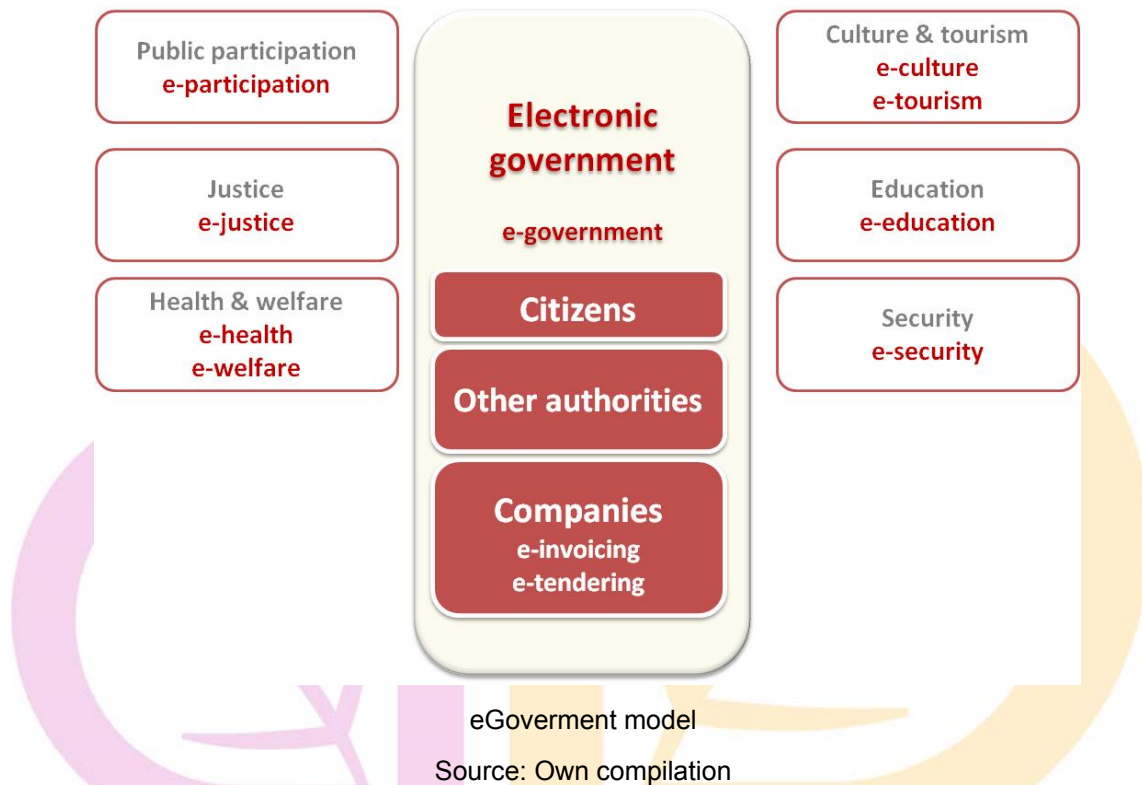 Public participation
e-participation
Justice
e-justice
Health & welfare
e-health
e-welfare
Electronic
government
e-government
Citizens
Other authorities
Companies
e-invoicing
e-tendering
Culture & tourism
e-culture
e-tourism
Education
e-education
Security
e-security
eGoverment model
Source: Own compilation